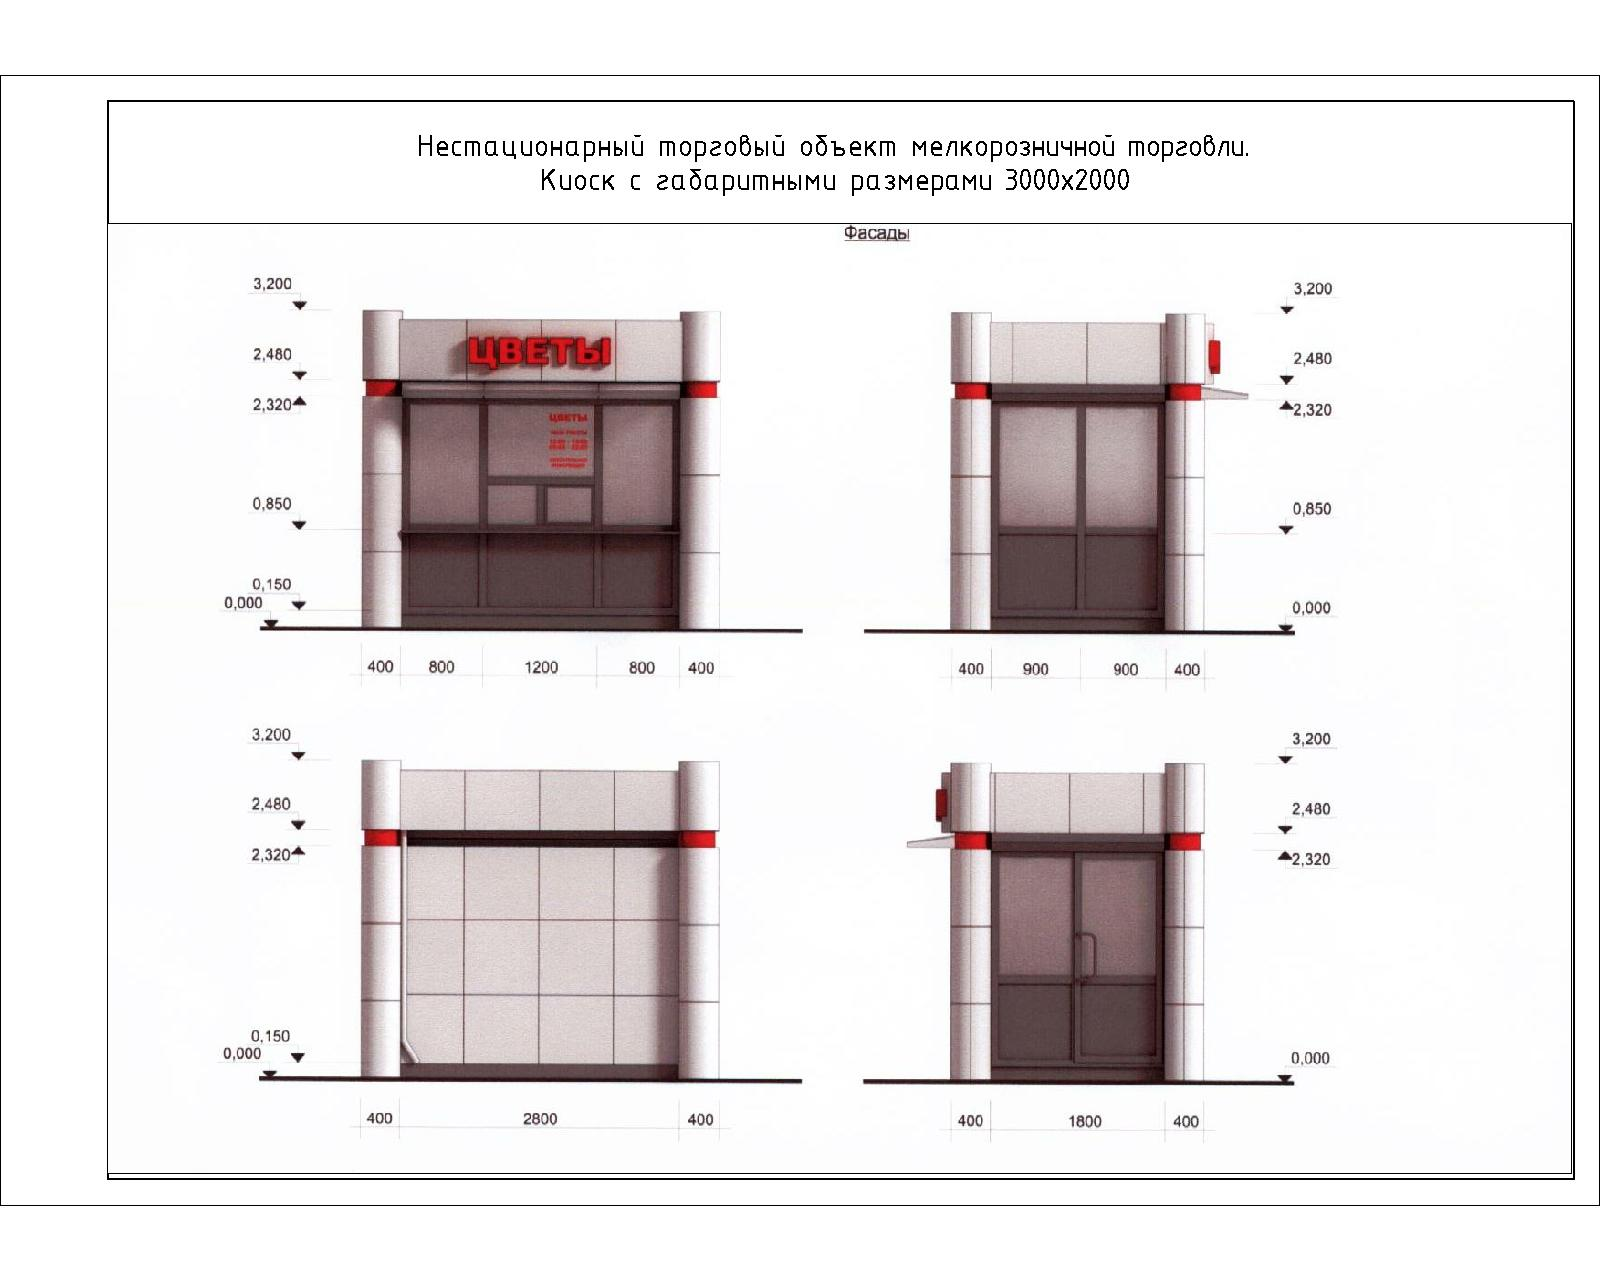 Нестационарный торговый объект мелкорозничной торговли.
Киоск с габаритными размерами 3000х2000
Фасады
3,200
2,480
2,320
0,850
0,150
0,000
ЦВЕТЫ
ЦВЕТЫ
400 800 1200 800 400
3,200
2,480
2,320
0,850
0,000
400 900 900 400
3,200
2,480
2,320
0,150
0,000
400 2800 400
3,200
2,480
2,320
0,000
400 1800 400